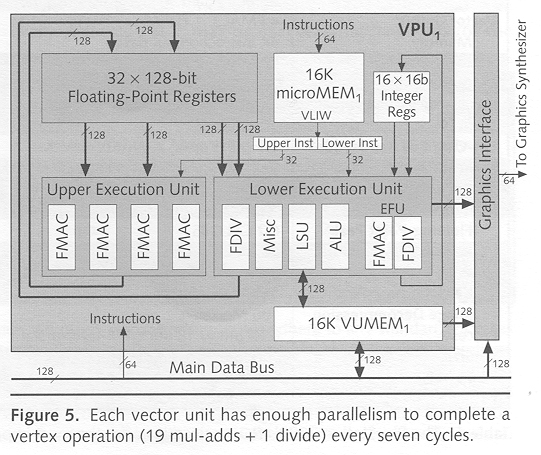 128
128
Instructions
64
VPU1
32 × 128-bit
Floating-Point Registers
16K
microMEM1
VLIW
16 × 16b
Integer
Regs
128
128
128
128
Upper Inst
Lower Inst
32
32
Upper Execution Unit
FMAC
FMAC
FMAC
FMAC
Lower Execution Unit
FDIV
Misc
LSU
ALU
EFU
FMAC
FDIV
128
Graphics Interface
64
To Graphics Synthesizer
128
Instructions
64
16K VUMEM1
128
128
128
128
Main Data Bus
Figure 5. Each vector unit has enough parallelism to complete a
vertex operation (19 mul-adds + 1 divide) every seven cycles.